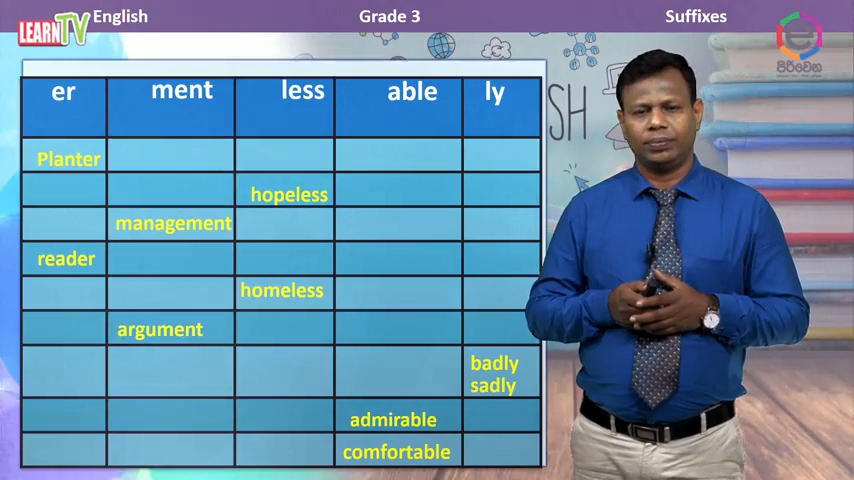 English
Grade 3
Suffixes
LEARN TV
පිරිවෙන
er ment less able ly
SH
Planter
hopeless
management
reader
homeless
argument
badly
sadly
admirable
comfortable